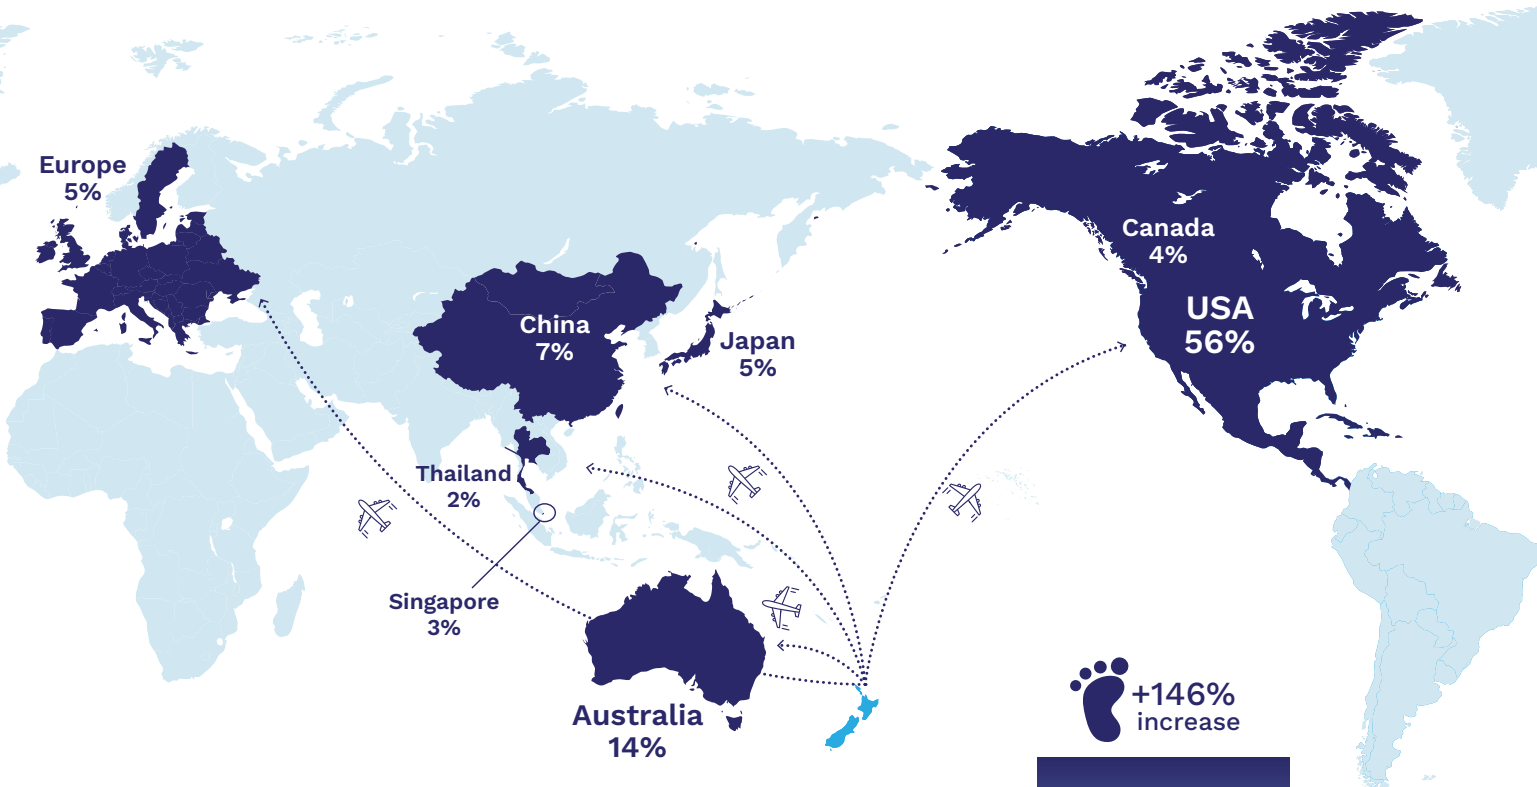 Europe
5%
Canada
4%
USA
56%
China
7%
Japan
5%
Thailand
2%
Singapore
3%
Australia
14%
+146%
increase